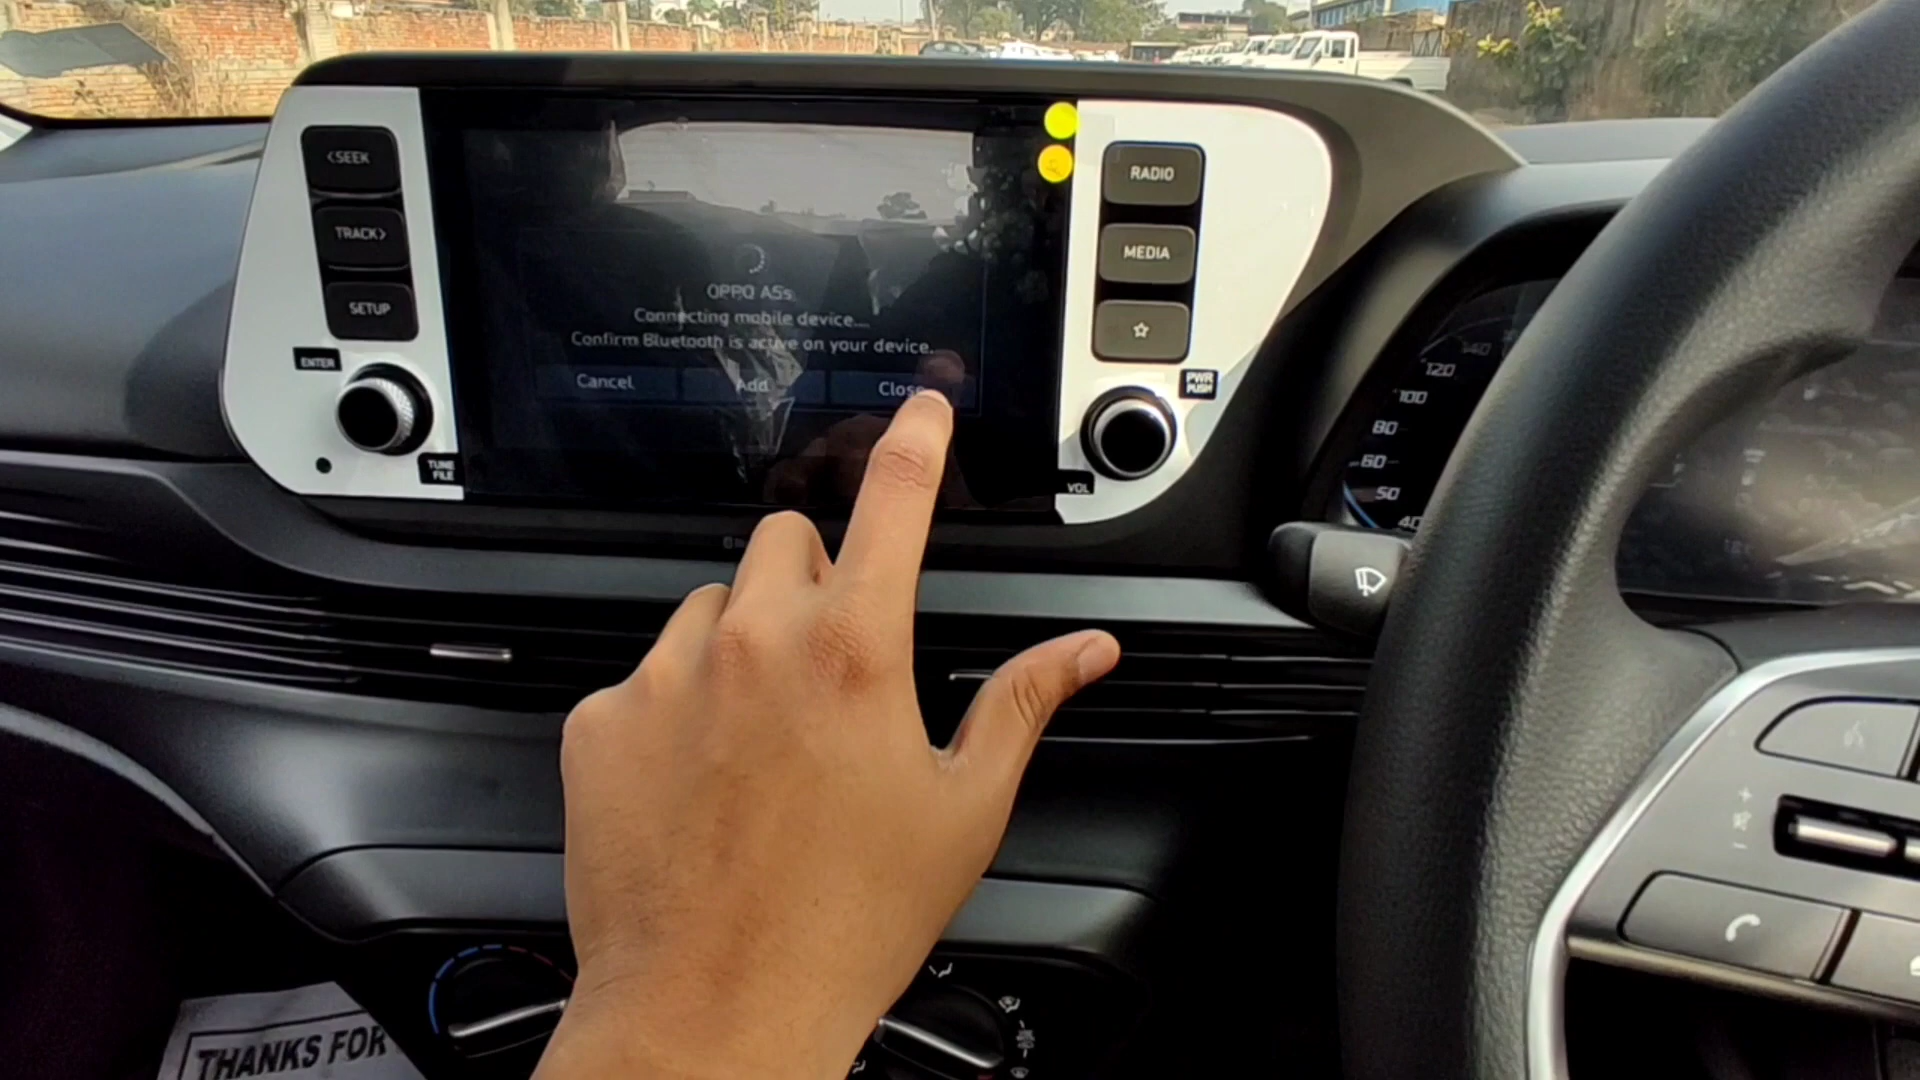 <SEEK
TRACK>
SETUP
ENTER
TUNE
FILE
OPPO A5s
Connecting mobile device...
Confirm Bluetooth is active on your device.
Cancel
Add
Close
RADIO
MEDIA
PWR
PUSH
VOL
140
120
100
80
60
50
40
+
-
THANKS FOR